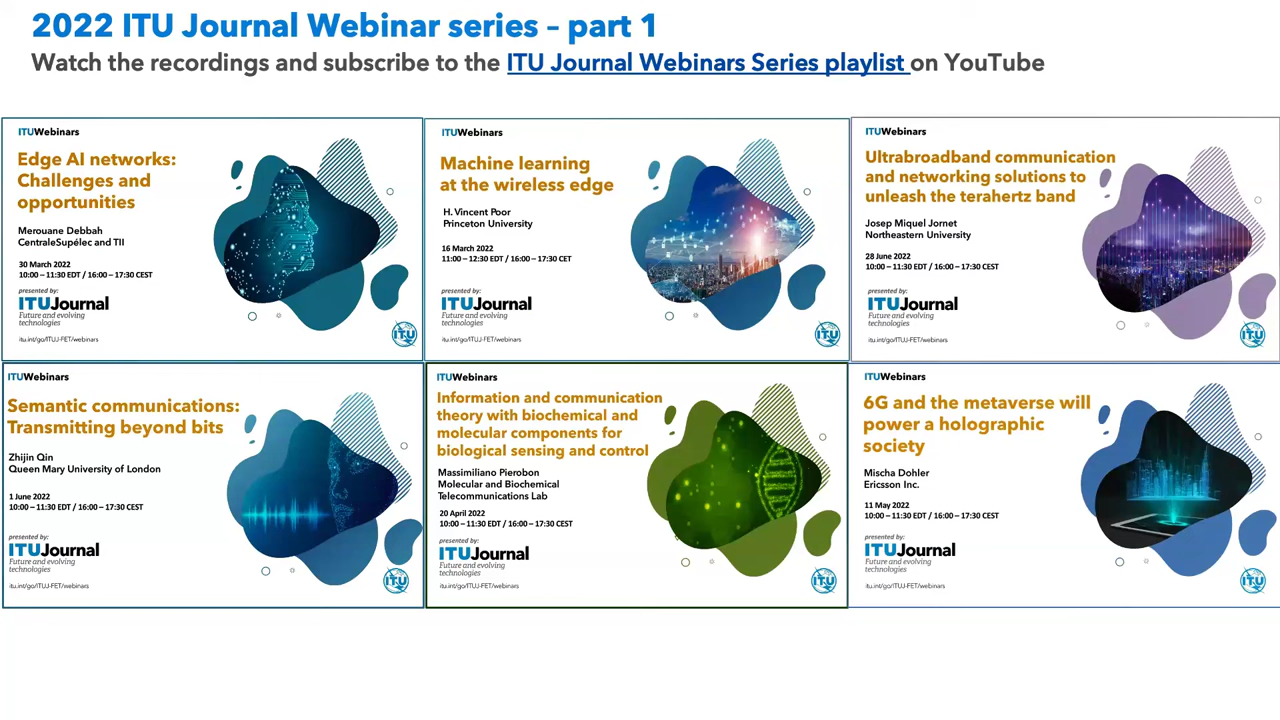 2022 ITU Journal Webinar series – part 1
Watch the recordings and subscribe to the ITU Journal Webinars Series playlist on YouTube
ITUWebinars
Edge AI networks:
Challenges and
opportunities
Merouane Debbah
CentraleSupélec and TII
30 March 2022
10:00 – 11:30 EDT / 16:00 – 17:30 CEST
presented by:
ITUJournal
Future and evolving
technologies
itu.int/go/ITUJ-FET/webinars
ITU
ITUWebinars
Machine learning
at the wireless edge
H. Vincent Poor
Princeton University
16 March 2022
11:00 – 12:30 EDT / 16:00 – 17:30 CET
presented by:
ITUJournal
Future and evolving
technologies
itu.int/go/ITUJ-FET/webinars
ITU
ITUWebinars
Ultrabroadband communication
and networking solutions to
unleash the terahertz band
Josep Miquel Jornet
Northeastern University
28 June 2022
10:00 – 11:30 EDT / 16:00 – 17:30 CEST
presented by:
ITUJournal
Future and evolving
technologies
itu.int/go/ITUJ-FET/webinars
ITU
ITUWebinars
Semantic communications:
Transmitting beyond bits
Zhijin Qin
Queen Mary University of London
1 June 2022
10:00 – 11:30 EDT / 16:00 – 17:30 CEST
presented by:
ITUJournal
Future and evolving
technologies
itu.int/go/ITUJ-FET/webinars
ITU
ITUWebinars
Information and communication
theory with biochemical and
molecular components for
biological sensing and control
Massimiliano Pierobon
Molecular and Biochemical
Telecommunications Lab
20 April 2022
10:00 – 11:30 EDT / 16:00 – 17:30 CEST
presented by:
ITUJournal
Future and evolving
technologies
itu.int/go/ITUJ-FET/webinars
ITU
ITUWebinars
6G and the metaverse will
power a holographic
society
Mischa Dohler
Ericsson Inc.
11 May 2022
10:00 – 11:30 EDT / 16:00 – 17:30 CEST
presented by:
ITUJournal
Future and evolving
technologies
itu.int/go/ITUJ-FET/webinars
ITU